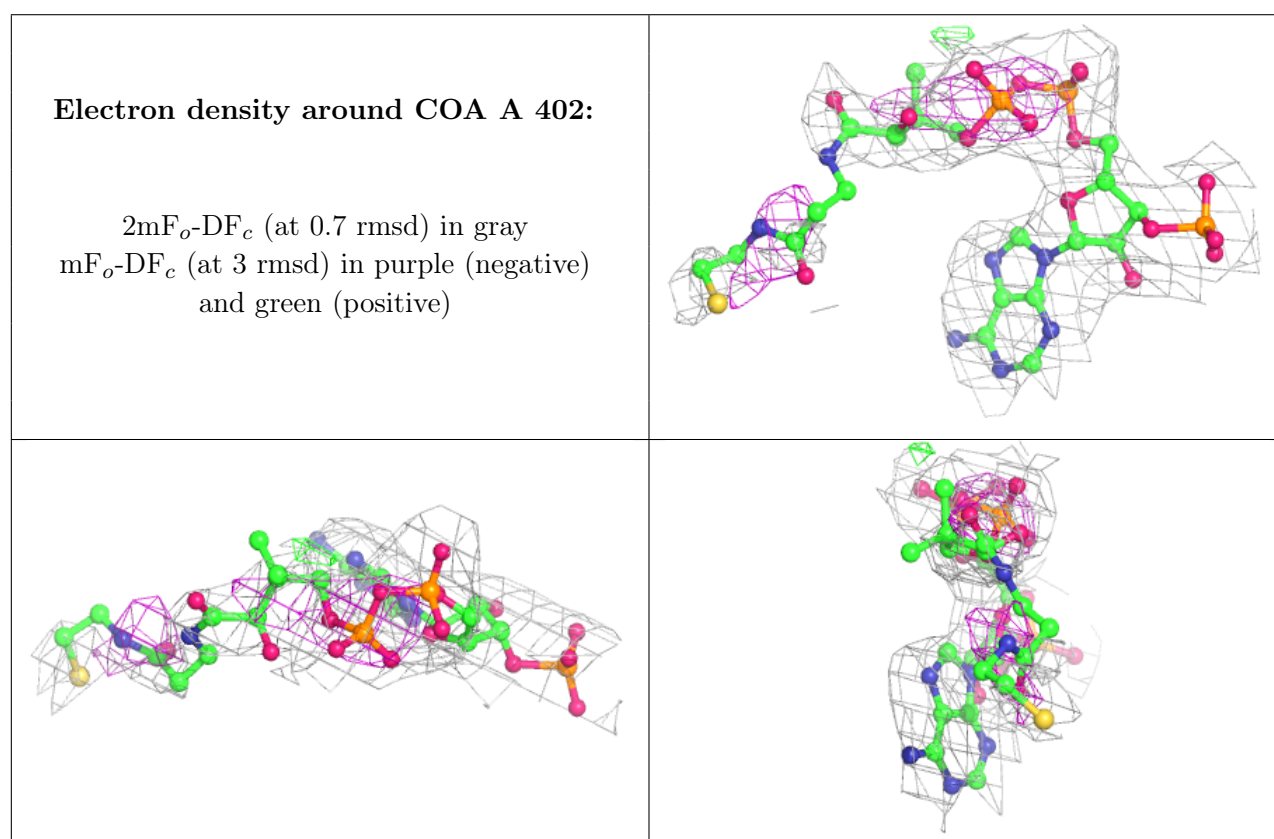 Electron density around COA A 402:
2mFo-DFc (at 0.7 rmsd) in gray
mFo-DFc (at 3 rmsd) in purple (negative)
and green (positive)